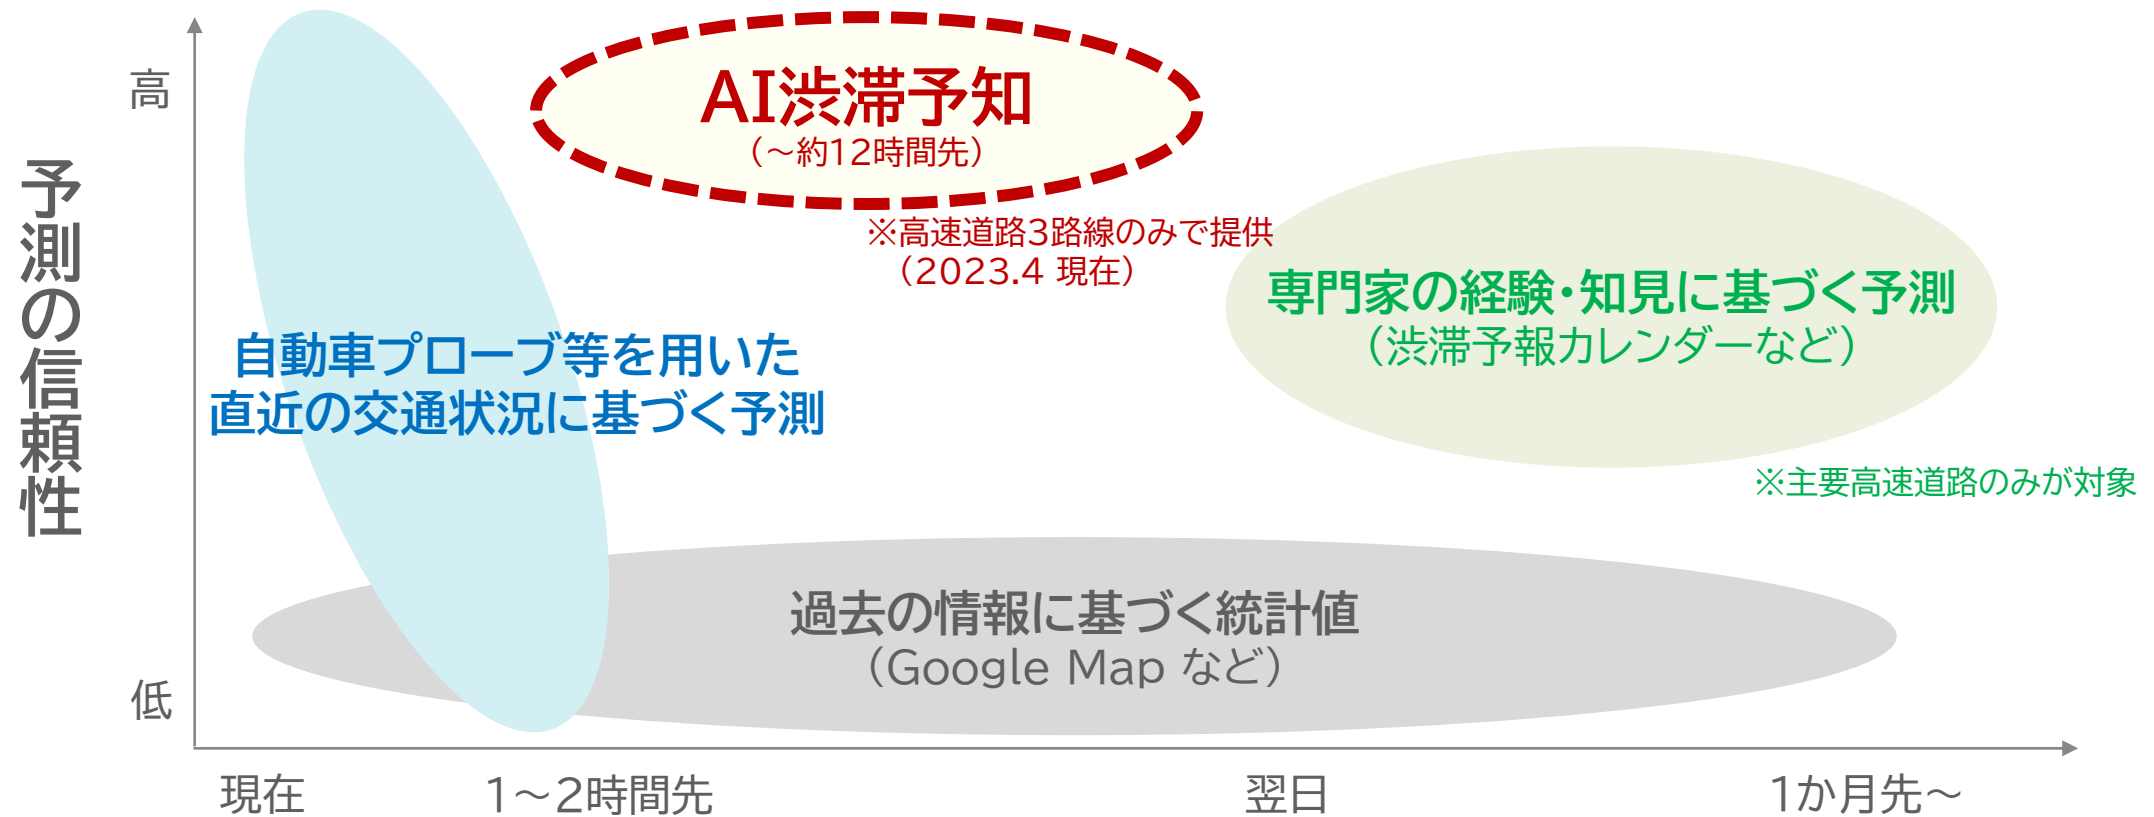 予測の信頼性
高
低
AI渋滞予知
（～約12時間先）
※高速道路3路線のみで提供
（2023.4 現在）
自動車プローブ等を用いた
直近の交通状況に基づく予測
専門家の経験・知見に基づく予測
（渋滞予報カレンダーなど）
※主要高速道路のみが対象
過去の情報に基づく統計値
（Google Map など）
現在
1～2時間先
翌日
1か月先～